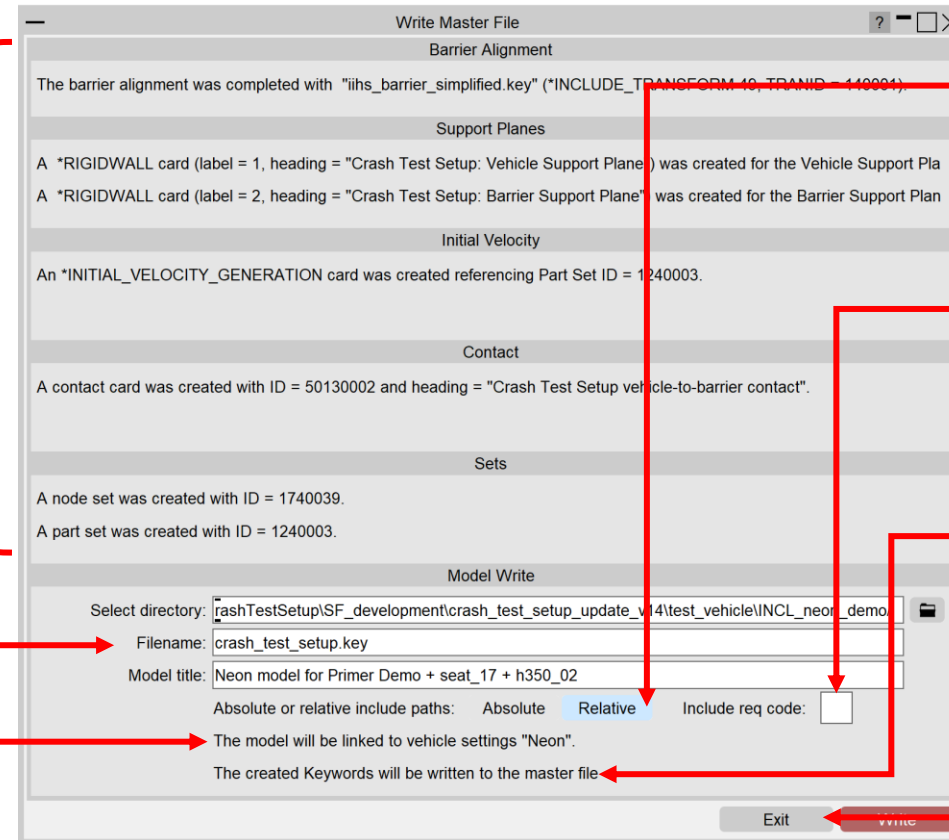 Write Master File ?
Barrier Alignment
The barrier alignment was completed with "iihs_barrier_simplified.key" (*INCLUDE_TRANSFORM 49, TRANID = 140001).
Support Planes
A *RIGIDWALL card (label = 1, heading = "Crash Test Setup: Vehicle Support Plane") was created for the Vehicle Support Pla
A *RIGIDWALL card (label = 2, heading = "Crash Test Setup: Barrier Support Plane") was created for the Barrier Support Plan
Initial Velocity
An *INITIAL_VELOCITY_GENERATION card was created referencing Part Set ID = 1240003.
Contact
A contact card was created with ID = 50130002 and heading = "Crash Test Setup vehicle-to-barrier contact".
Sets
A node set was created with ID = 1740039.
A part set was created with ID = 1240003.
Model Write
Select directory: rashTestSetup\SF_development\crash_test_setup_update_v14\test_vehicle\INCL_neon_demo/
Filename: crash_test_setup.key
Model title: Neon model for Primer Demo + seat_17 + h350_02
Absolute or relative include paths: Absolute Relative Include req code:
The model will be linked to vehicle settings "Neon".
The created Keywords will be written to the master file
Exit Write